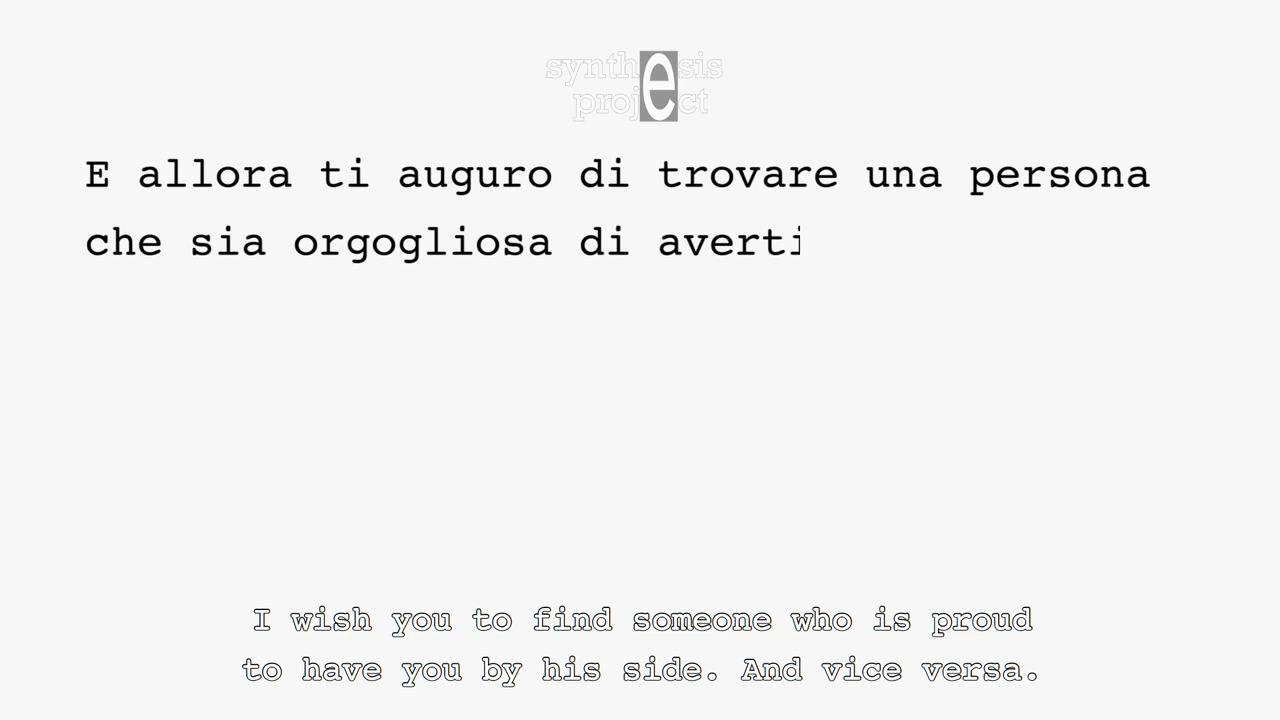 synthesis
project
E allora ti auguro di trovare una persona
che sia orgogliosa di averti
I wish you to find someone who is proud
to have you by his side. And vice versa.